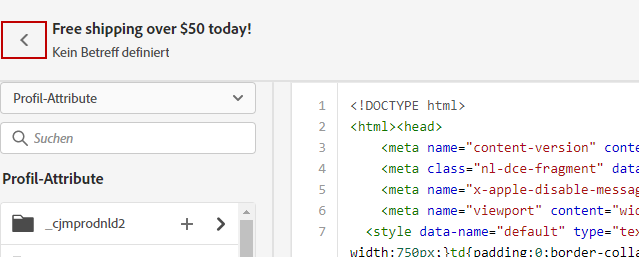 Free shipping over $50 today!
Kein Betreff definiert
Profil-Attribute
Suchen
Profil-Attribute
_cjmprodnld2
1 <!DOCTYPE html>
2 <html><head>
3 <meta name="content-version" conte
4 <meta class="nl-dce-fragment" data
5 <meta name="x-apple-disable-messag
6 <meta name="viewport" content="wid
7 <style data-name="default" type="tex
width:750px;}td{padding:0;border-colla